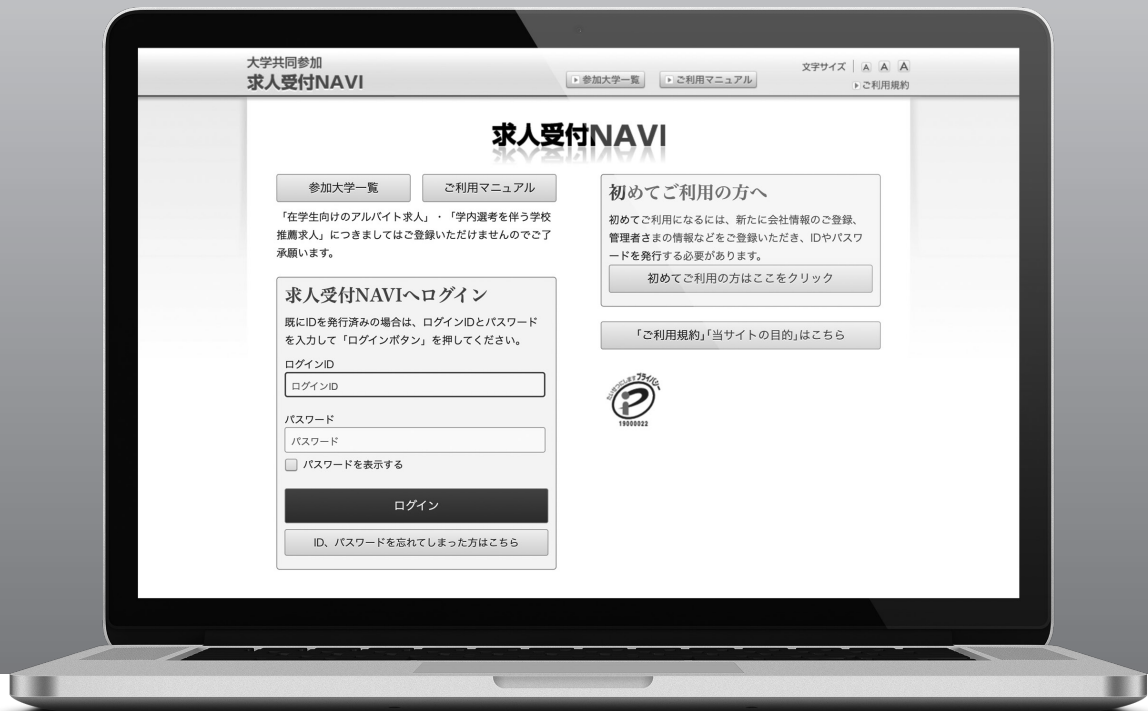 大学共同参加
求人受付NAVI
参加大学一覧
ご利用マニュアル
文字サイズ A A A
ご利用規約
求人受付NAVI
参加大学一覧
ご利用マニュアル
「在学生向けのアルバイト求人」・「学内選考を伴う学校
推薦求人」につきましてはご登録いただけませんのでご了
承願います。
求人受付NAVIへログイン
既にIDを発行済みの場合は、ログインIDとパスワード
を入力して「ログインボタン」を押してください。
ログインID
ログインID
パスワード
パスワード
パスワードを表示する
ログイン
ID、パスワードを忘れてしまった方はこちら
初めてご利用の方へ
初めてご利用になるには、新たに会社情報のご登録、
管理者さまの情報などをご登録いただき、IDやパスワ
ードを発行する必要があります。
初めてご利用の方はここをクリック
「ご利用規約」「当サイトの目的」はこちら
たいせつにしますプライバシー
19000022